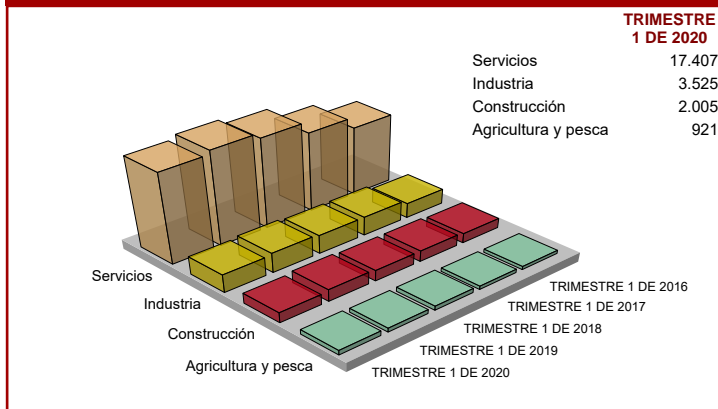 TRIMESTRE
1 DE 2020
Servicios 17.407
Industria 3.525
Construcción 2.005
Agricultura y pesca 921
Servicios
Industria
Construcción
Agricultura y pesca
TRIMESTRE 1 DE 2016
TRIMESTRE 1 DE 2017
TRIMESTRE 1 DE 2018
TRIMESTRE 1 DE 2019
TRIMESTRE 1 DE 2020